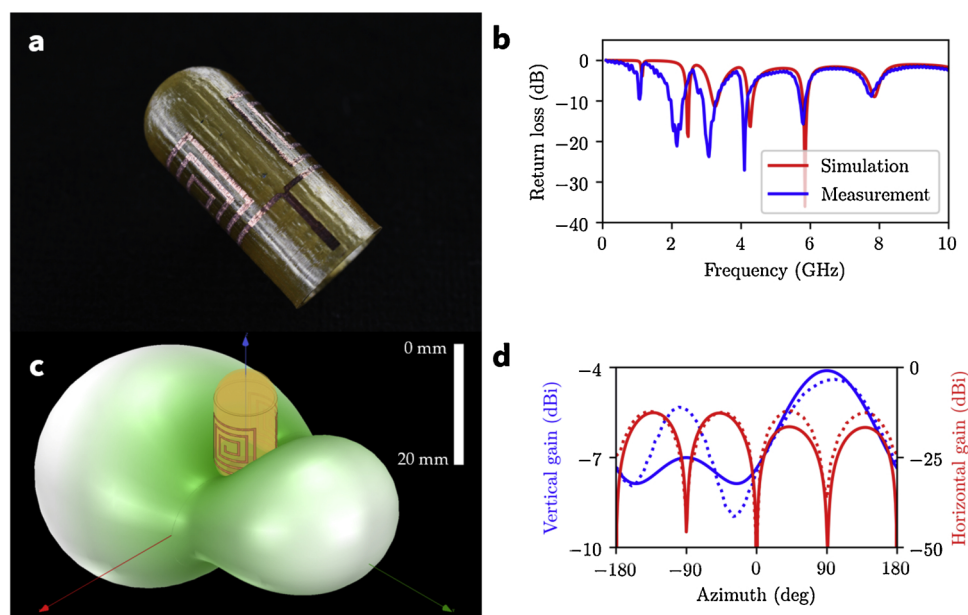 a
b
0
−10
−20
−30
−40
Return loss (dB)
Simulation
Measurement
0 2 4 6 8 10
Frequency (GHz)
c
0 mm
20 mm
d
−4
−7
−10
Vertical gain (dBi)
0
−25
−50
Horizontal gain (dBi)
−180 −90 0 90 180
Azimuth (deg)